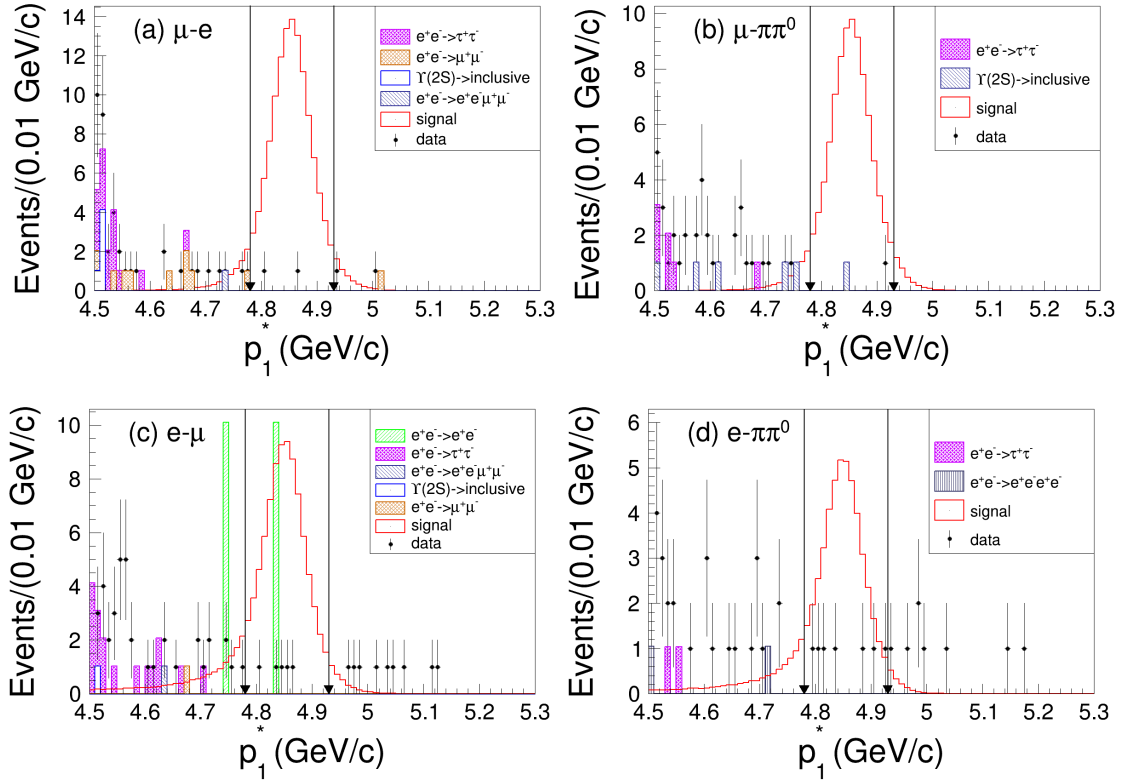 (a) μ-e
e⁺e⁻->τ⁺τ⁻
e⁺e⁻->μ⁺μ⁻
ϒ(2S)->inclusive
e⁺e⁻->e⁺e⁻μ⁺μ⁻
signal
data
Events/(0.01 GeV/c)
14
12
10
8
6
4
2
0
4.5 4.6 4.7 4.8 4.9 5 5.1 5.2 5.3
p₁* (GeV/c)
(b) μ-ππ⁰
e⁺e⁻->τ⁺τ⁻
ϒ(2S)->inclusive
signal
data
Events/(0.01 GeV/c)
10
8
6
4
2
0
4.5 4.6 4.7 4.8 4.9 5 5.1 5.2 5.3
p₁* (GeV/c)
(c) e-μ
e⁺e⁻->e⁺e⁻
e⁺e⁻->τ⁺τ⁻
e⁺e⁻->e⁺e⁻μ⁺μ⁻
ϒ(2S)->inclusive
e⁺e⁻->μ⁺μ⁻
signal
data
Events/(0.01 GeV/c)
10
8
6
4
2
0
4.5 4.6 4.7 4.8 4.9 5 5.1 5.2 5.3
p₁* (GeV/c)
(d) e-ππ⁰
e⁺e⁻->τ⁺τ⁻
e⁺e⁻->e⁺e⁻e⁺e⁻
signal
data
Events/(0.01 GeV/c)
6
5
4
3
2
1
0
4.5 4.6 4.7 4.8 4.9 5 5.1 5.2 5.3
p₁* (GeV/c)